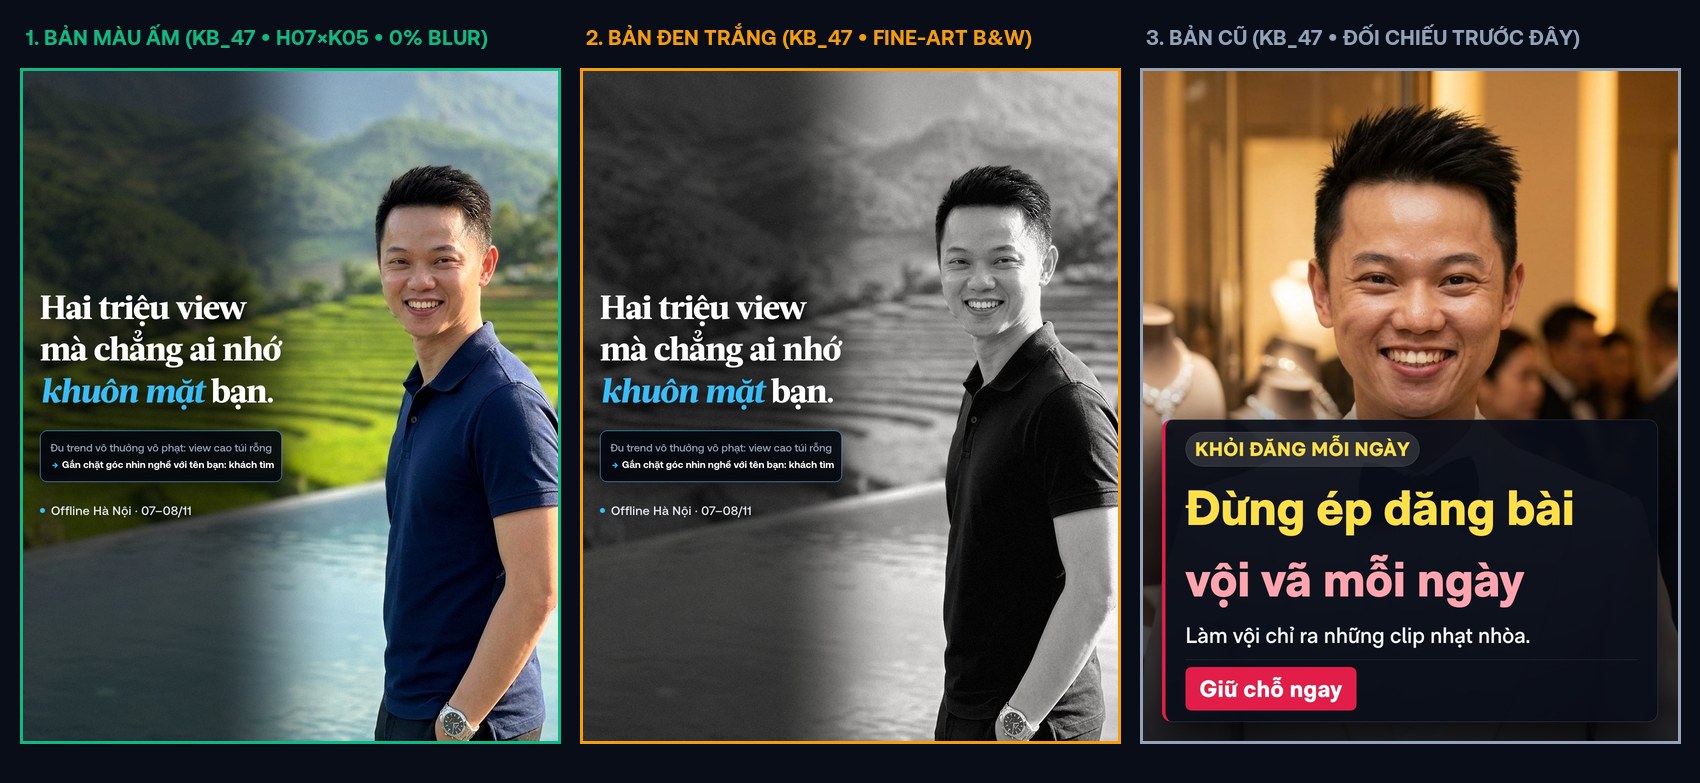 1. BẢN MÀU ẤM (KB_47 • H07×K05 • 0% BLUR)
Hai triệu view
mà chẳng ai nhớ
khuôn mặt bạn.
Đu trend vô thưởng vô phạt: view cao túi rỗng
→ Gắn chặt góc nhìn nghề với tên bạn: khách tìm
• Offline Hà Nội · 07–08/11
2. BẢN ĐEN TRẮNG (KB_47 • FINE-ART B&W)
Hai triệu view
mà chẳng ai nhớ
khuôn mặt bạn.
Đu trend vô thưởng vô phạt: view cao túi rỗng
→ Gắn chặt góc nhìn nghề với tên bạn: khách tìm
• Offline Hà Nội · 07–08/11
3. BẢN CŨ (KB_47 • ĐỐI CHIẾU TRƯỚC ĐÂY)
KHỎI ĐĂNG MỖI NGÀY
Đừng ép đăng bài
vội vã mỗi ngày
Làm vội chỉ ra những clip nhạt nhòa.
Giữ chỗ ngay